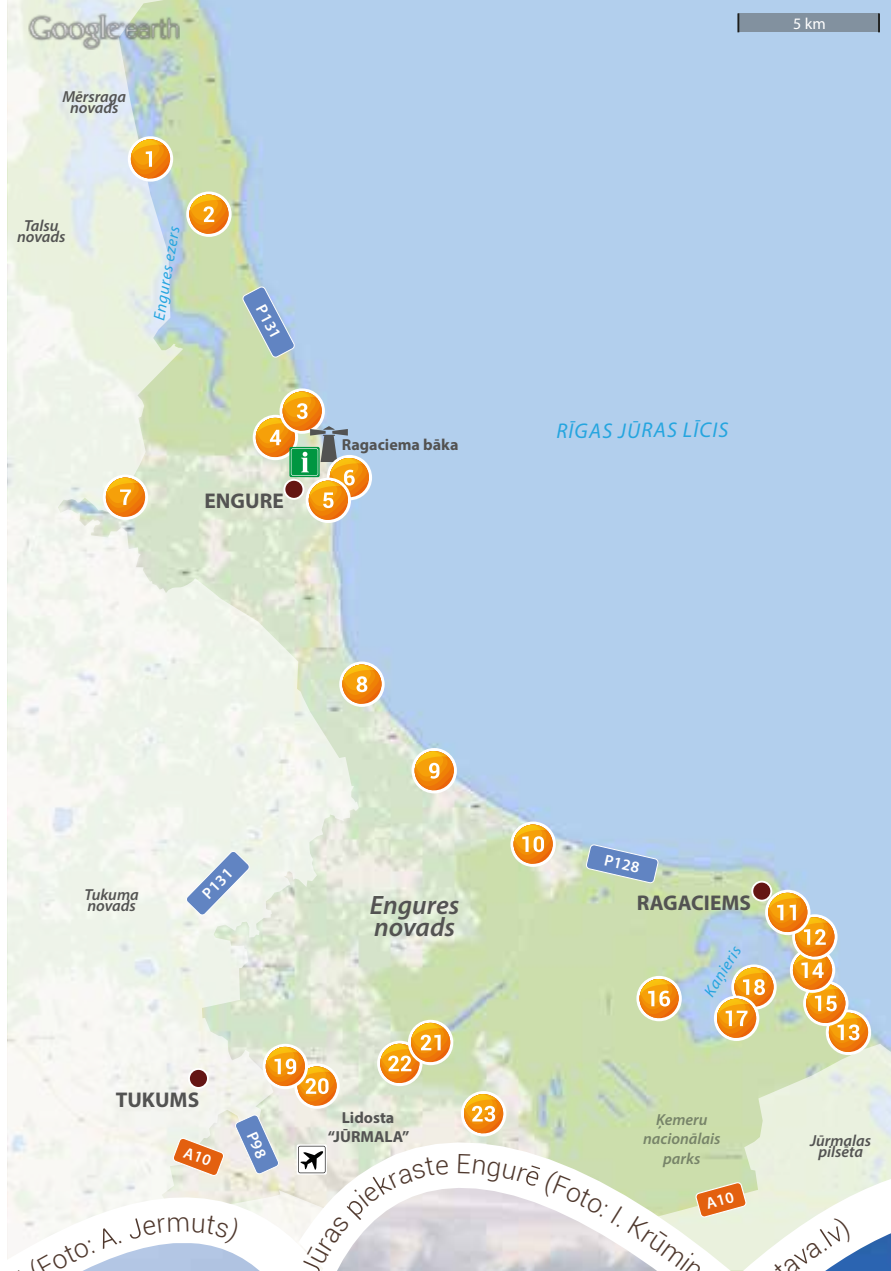 Google earth
5 km
Mērsraga
novads
1
2
Talsu
novads
Engures ezers
P131
3
4
Ragaciema bāka
RĪGAS JŪRAS LĪCIS
i
6
7
ENGURE
5
8
9
10
P128
P131
Tukuma
novads
Engures
novads
RAGACIEMS
11
12
Kaņieris
14
16
18
15
17
13
21
19
22
20
TUKUMS
23
Lidosta
“JŪRMALA”
P98
A10
Ķemeru
nacionālais
parks
Jūrmalas
pilsēta
A10
(Foto: A. Jermuts)
Jūras piekraste Engurē (Foto: I. Krūmin
tava.lv)